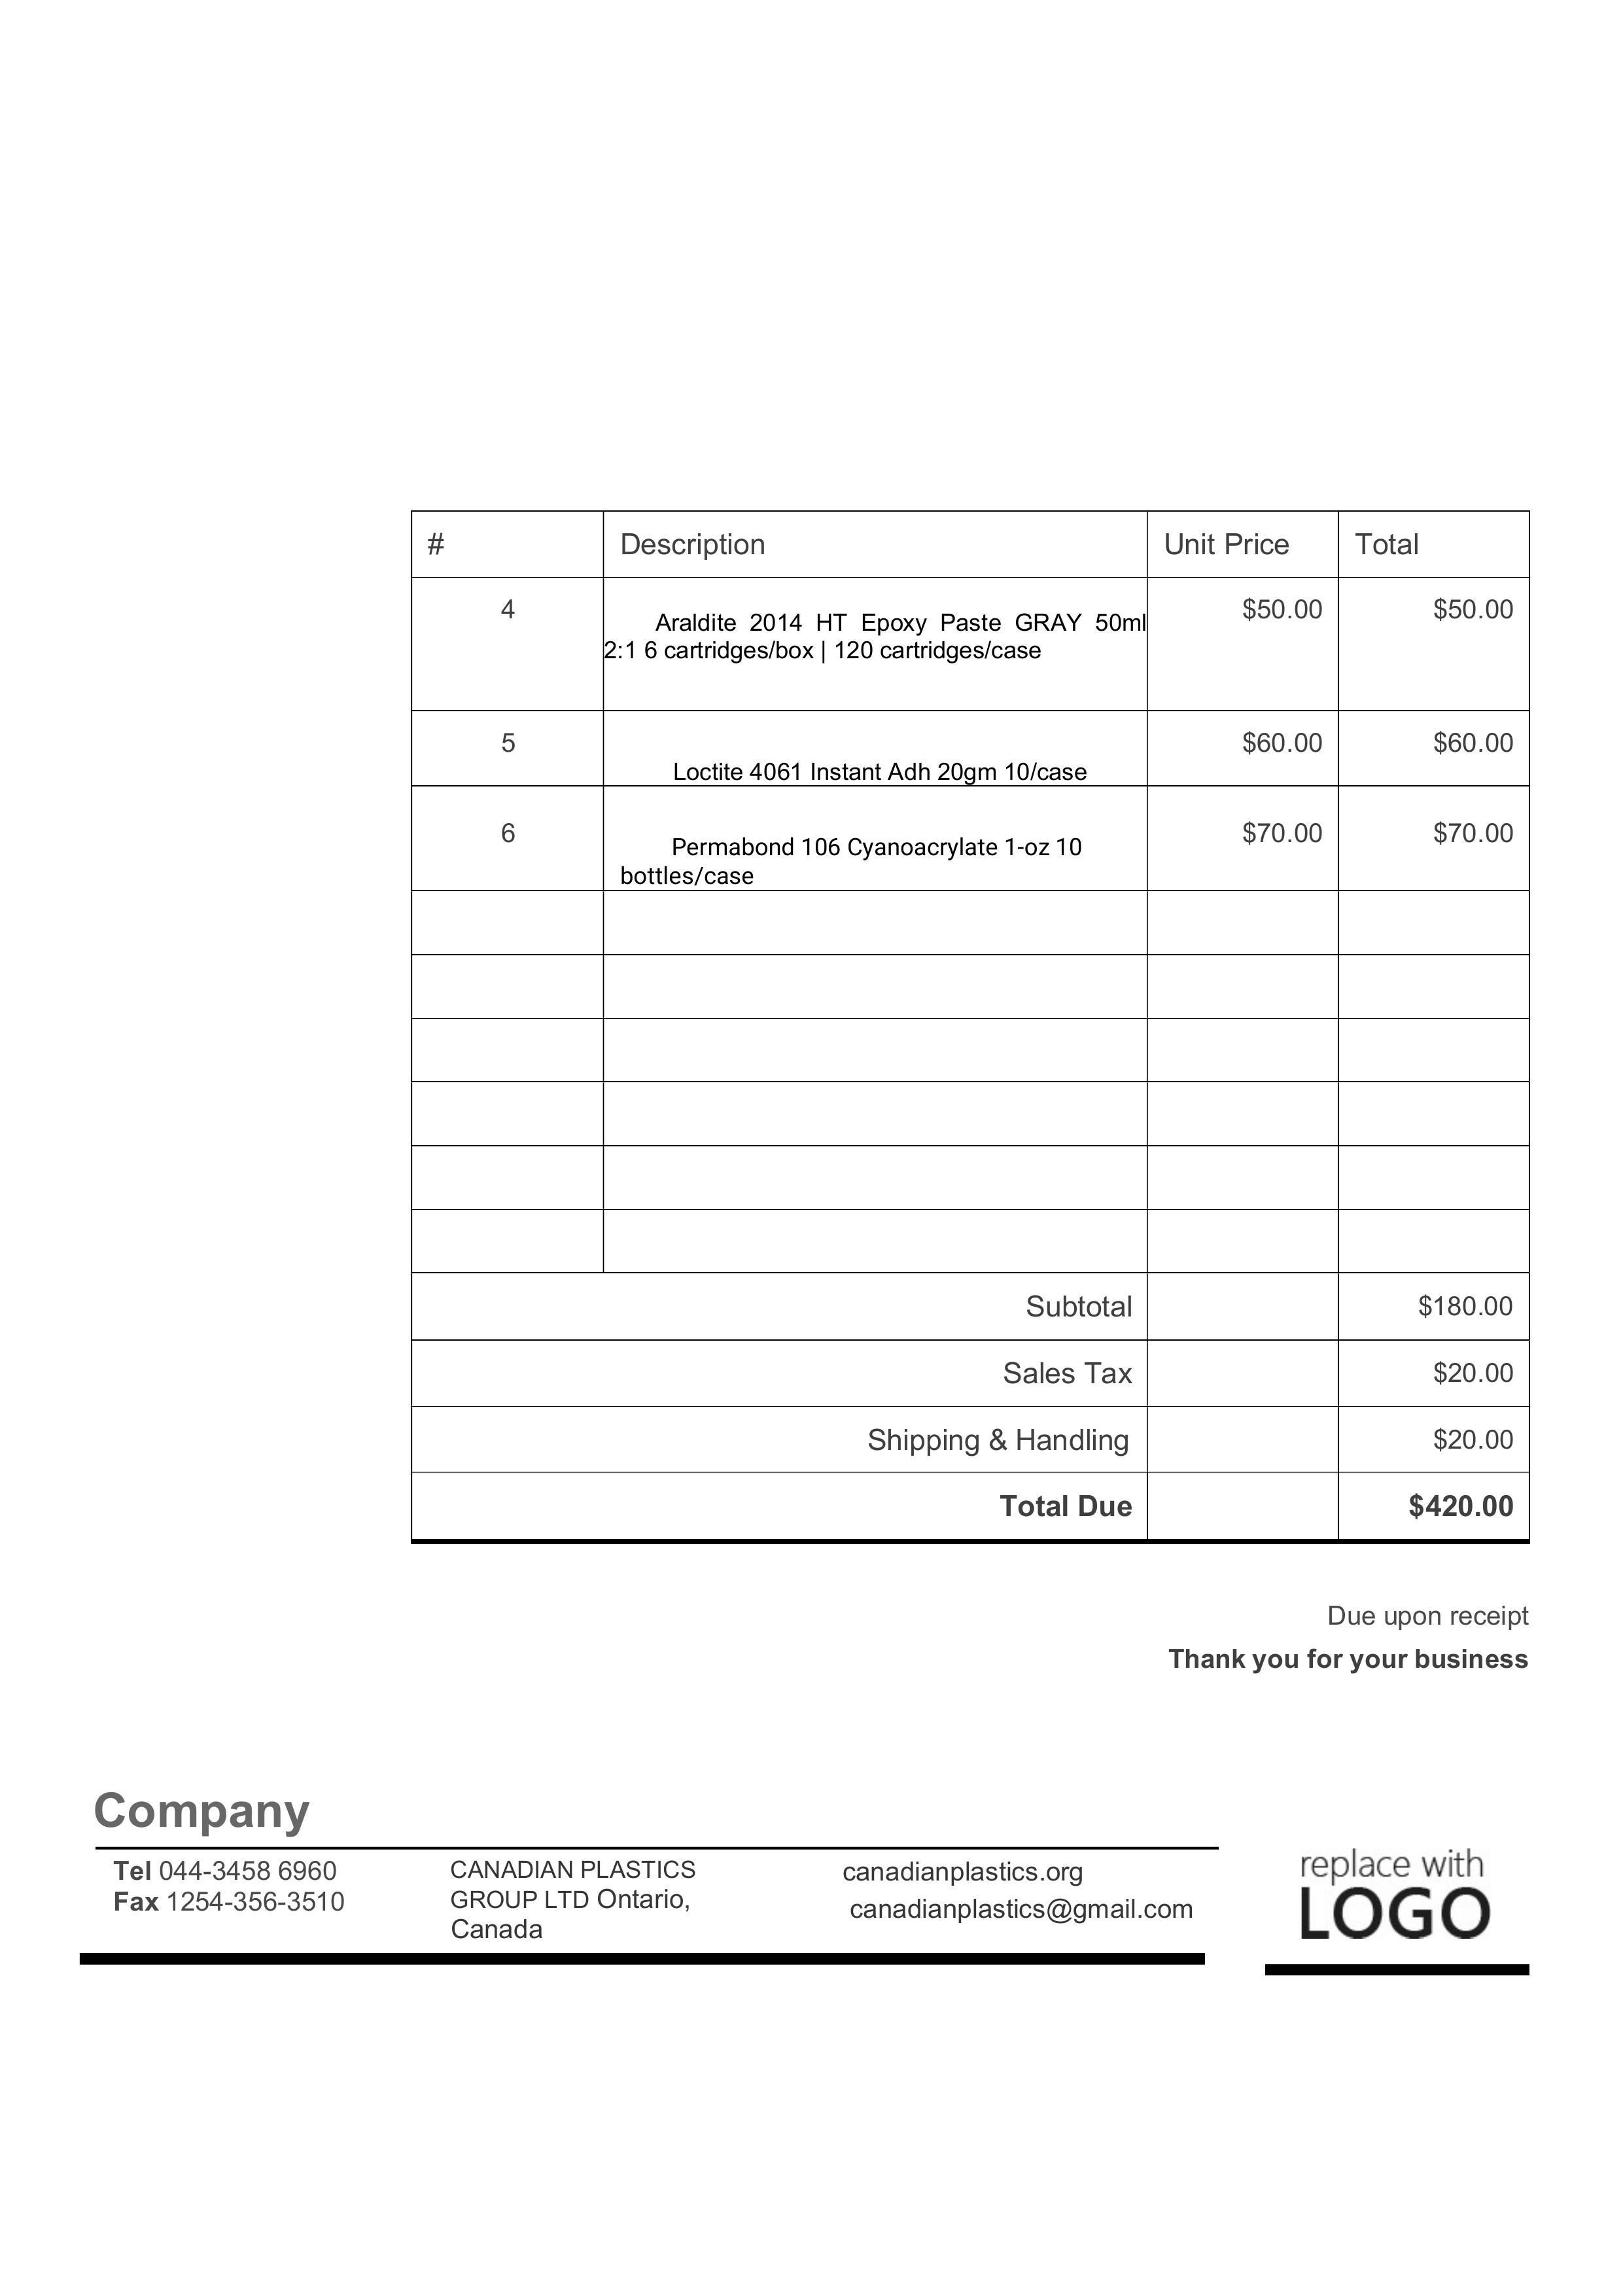 # Description Unit Price Total
4 Araldite 2014 HT Epoxy Paste GRAY 50ml $50.00 $50.00
2:1 6 cartridges/box | 120 cartridges/case
5 Loctite 4061 Instant Adh 20gm 10/case $60.00 $60.00
6 Permabond 106 Cyanoacrylate 1-oz 10 $70.00 $70.00
bottles/case
Subtotal $180.00
Sales Tax $20.00
Shipping & Handling $20.00
Total Due $420.00
Due upon receipt
Thank you for your business
Company
Tel 044-3458 6960
Fax 1254-356-3510
CANADIAN PLASTICS
GROUP LTD Ontario,
Canada
canadianplastics.org
canadianplastics@gmail.com
replace with
LOGO